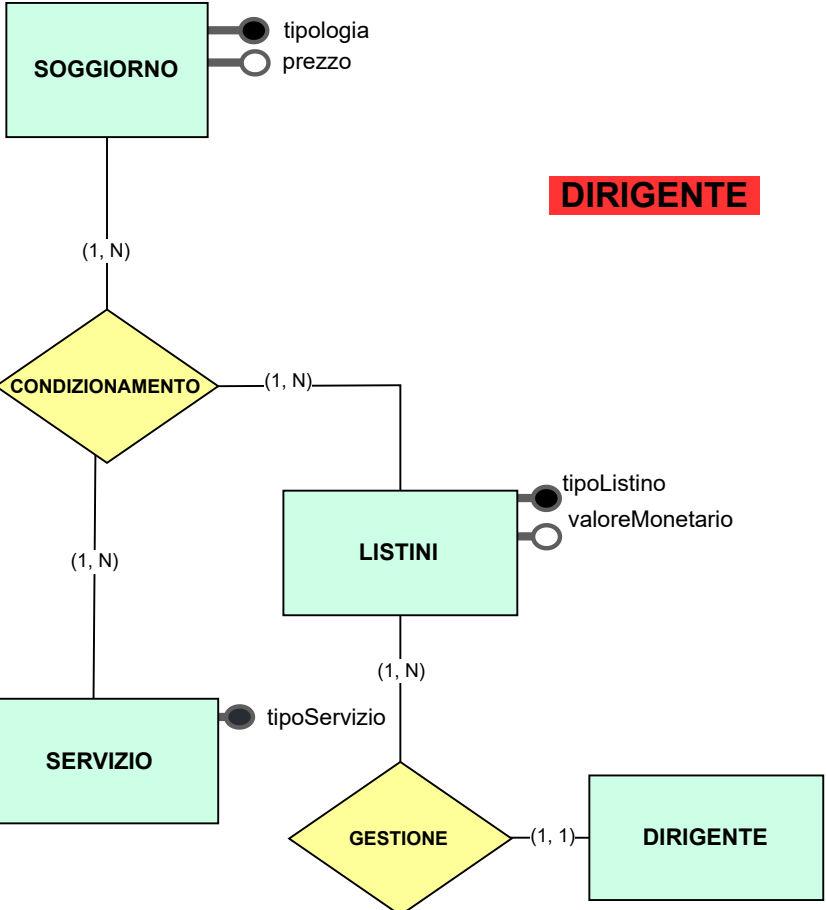 tipologia
SOGGIORNO
prezzo
DIRIGENTE
(1, N)
CONDIZIONAMENTO
(1, N)
tipoListino
valoreMonetario
LISTINI
(1, N)
(1, N)
tipoServizio
SERVIZIO
GESTIONE
(1, 1)
DIRIGENTE